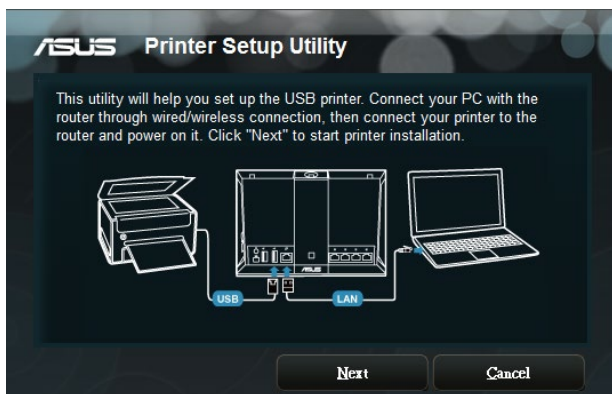 ASUS Printer Setup Utility
This utility will help you set up the USB printer. Connect your PC with the
router through wired/wireless connection, then connect your printer to the
router and power on it. Click "Next" to start printer installation.
ASUS
USB
LAN
Next
Cancel